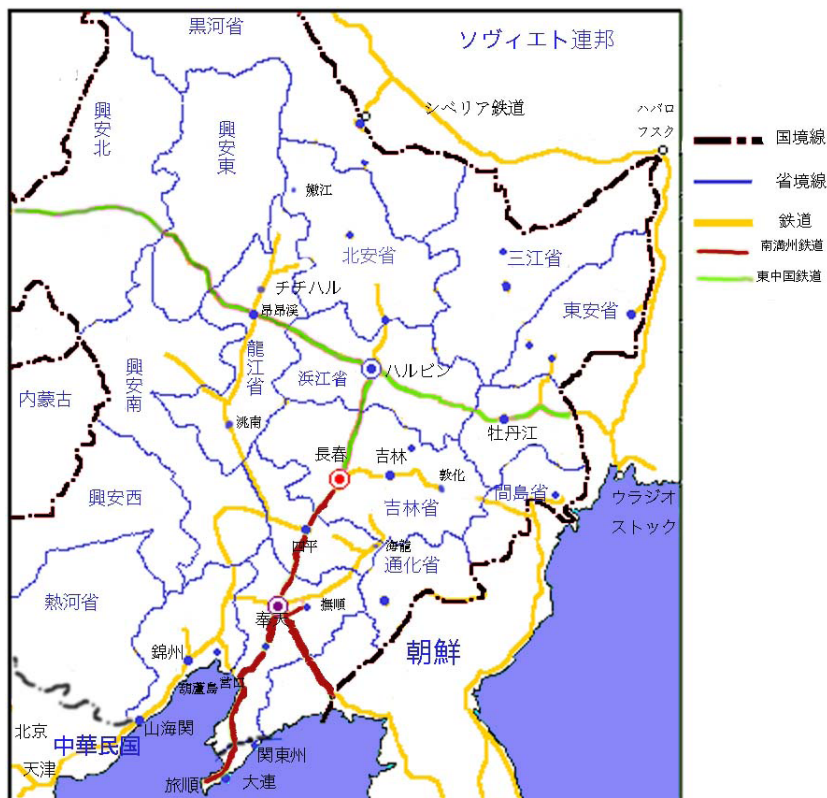 黒河省
ソヴィエト連邦
シベリア鉄道
ハバロ
フスク
興安北
興安東
嫩江
北安省
三江省
東安省
チチハル
昂昂渓
龍江省
浜江省
ハルビン
興安南
内蒙古
洮南
牡丹江
長春
吉林
敦化
吉林省
間島省
ウラジオ
ストック
興安西
四平
海龍
通化省
熱河省
奉天
撫順
朝鮮
錦州
葫蘆島
営口
山海関
北京
中華民国
天津
関東州
旅順
大連
国境線
省境線
鉄道
南満州鉄道
東中国鉄道